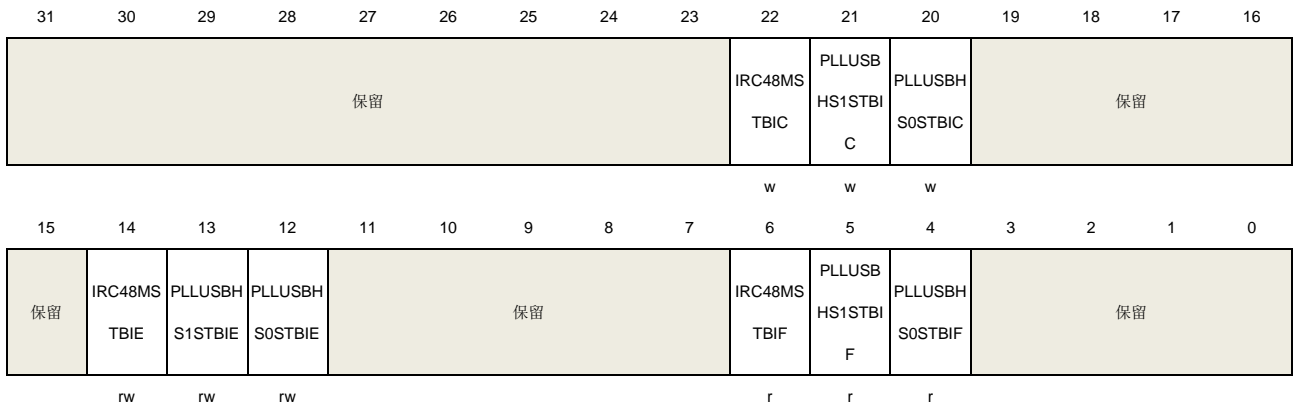 31 30 29 28 27 26 25 24 23 22 21 20 19 18 17 16
保留
IRC48MS
TBIC
PLLUSB
HS1STBI
C
PLLUSBH
S0STBIC
保留
w w w
15 14 13 12 11 10 9 8 7 6 5 4 3 2 1 0
保留
IRC48MS
TBIE
PLLUSBH
S1STBIE
PLLUSBH
S0STBIE
保留
IRC48MS
TBIF
PLLUSB
HS1STBI
F
PLLUSBH
S0STBIF
保留
rw rw rw r r r